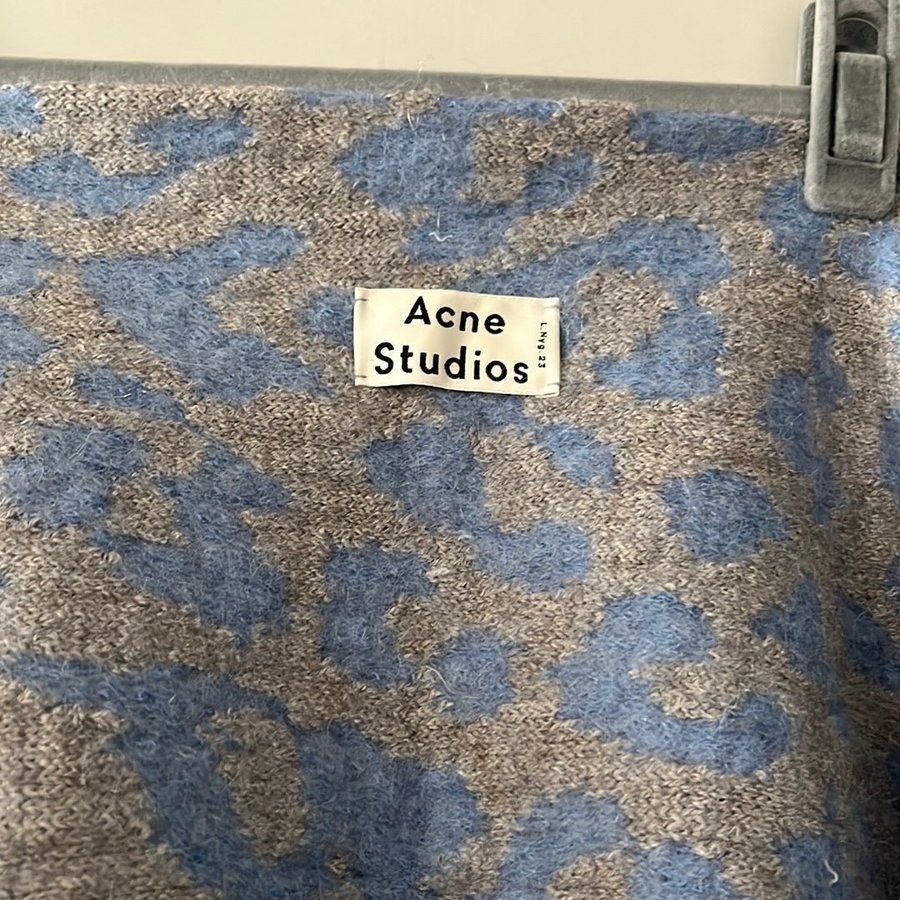 Acne
Studios
L.Nyg. 23